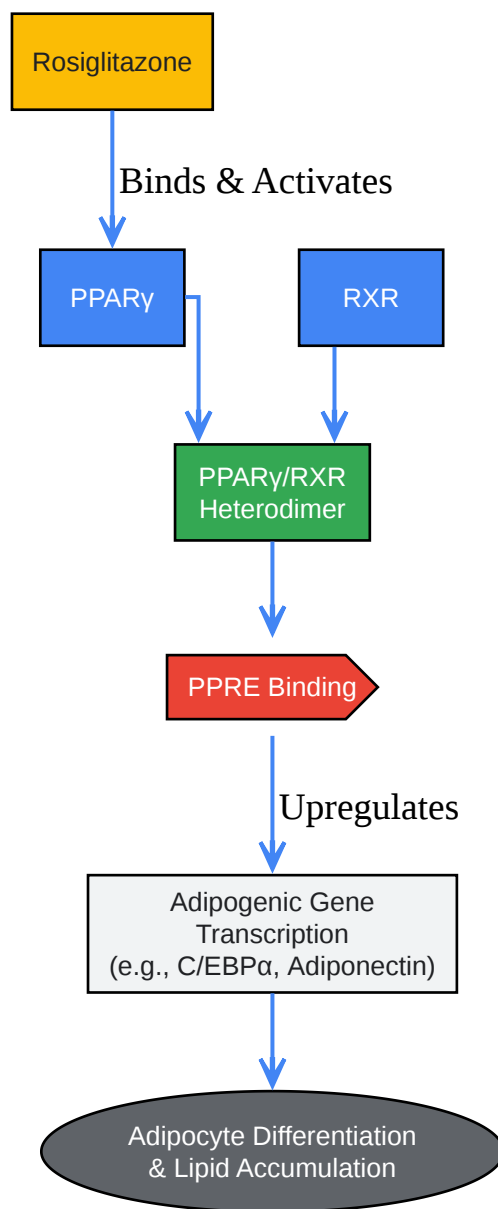 Rosiglitazone
Binds & Activates
PPARγ
RXR
PPARγ/RXR
Heterodimer
PPRE Binding
Upregulates
Adipogenic Gene
Transcription
(e.g., C/EBPα, Adiponectin)
Adipocyte Differentiation
& Lipid Accumulation